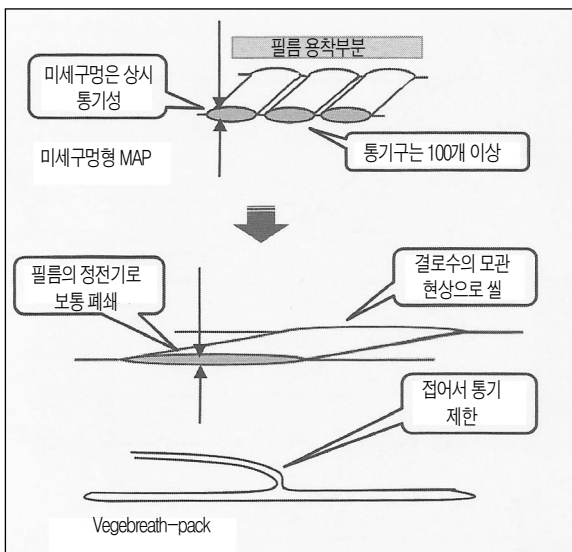 필름 용착부분
미세구멍은 상시
통기성
통기구는 100개 이상
미세구멍형 MAP
필름의 정전기로
보통 폐쇄
결로수의 모관
현상으로 씰
접어서 통기
제한
Vegebreath-pack